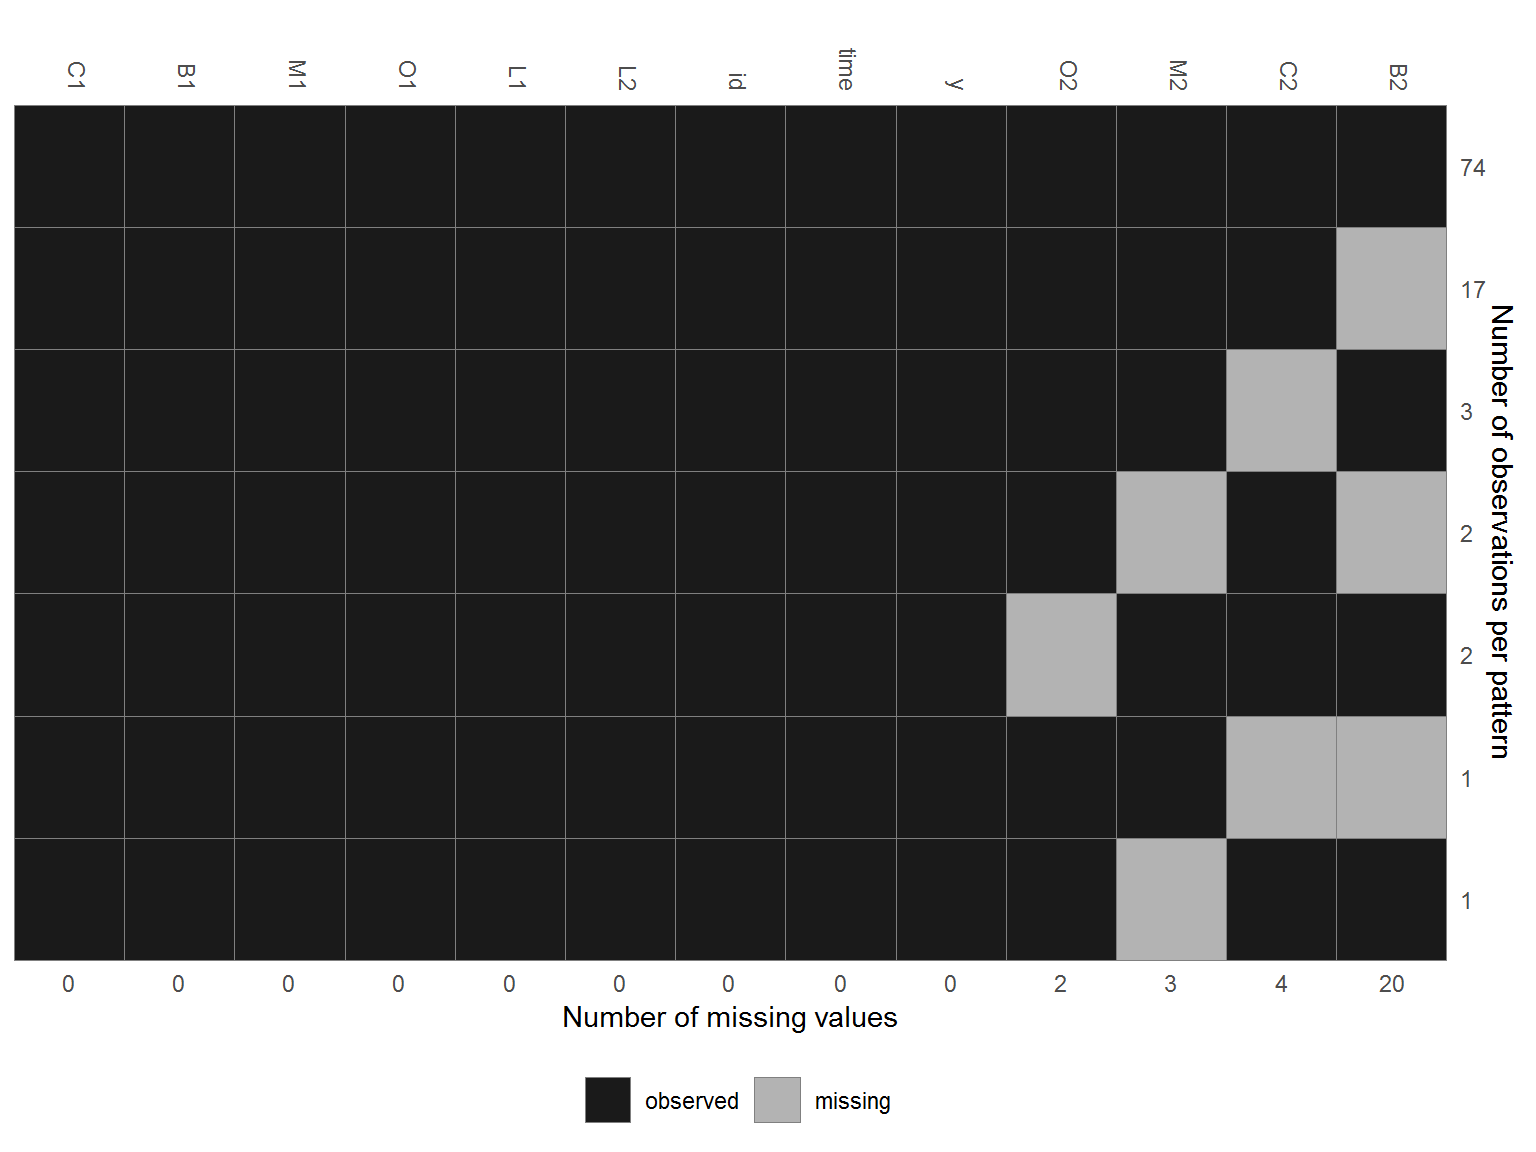 C1
B1
M1
O1
L1
L2
id
time
y
O2
M2
C2
B2
74
17
3
2
2
1
1
Number of observations per pattern
0
0
0
0
0
0
0
0
0
2
3
4
20
Number of missing values
observed
missing